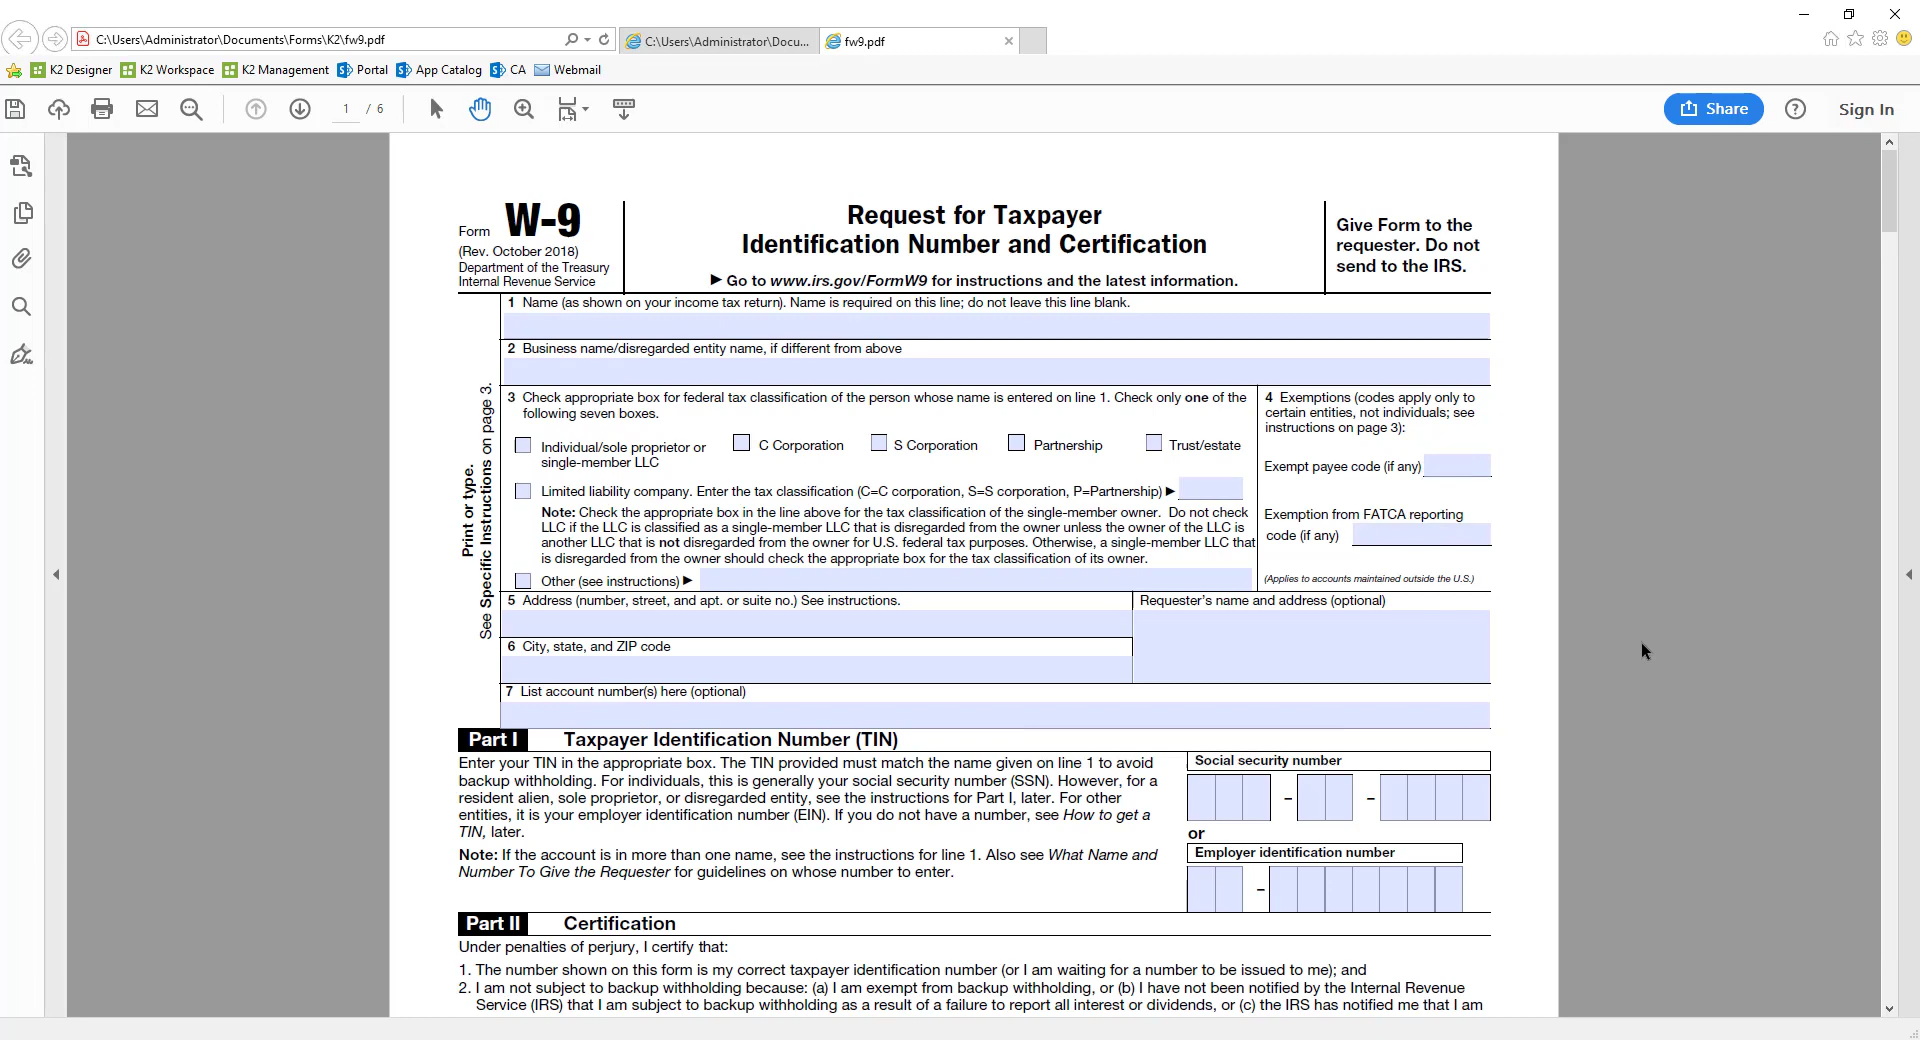 C:\Users\Administrator\Documents\Forms\K2\fw9.pdf
C:\Users\Administrator\Docu...
fw9.pdf
K2 Designer
K2 Workspace
K2 Management
Portal
App Catalog
CA
Webmail
1 / 6
Share
Sign In
Form W-9
(Rev. October 2018)
Department of the Treasury
Internal Revenue Service
Request for Taxpayer
Identification Number and Certification
▶ Go to www.irs.gov/FormW9 for instructions and the latest information.
Give Form to the
requester. Do not
send to the IRS.
Print or type.
See Specific Instructions on page 3.
1 Name (as shown on your income tax return). Name is required on this line; do not leave this line blank.
2 Business name/disregarded entity name, if different from above
3 Check appropriate box for federal tax classification of the person whose name is entered on line 1. Check only one of the
following seven boxes.
Individual/sole proprietor or
single-member LLC
C Corporation
S Corporation
Partnership
Trust/estate
Limited liability company. Enter the tax classification (C=C corporation, S=S corporation, P=Partnership) ▶
Note: Check the appropriate box in the line above for the tax classification of the single-member owner. Do not check
LLC if the LLC is classified as a single-member LLC that is disregarded from the owner unless the owner of the LLC is
another LLC that is not disregarded from the owner for U.S. federal tax purposes. Otherwise, a single-member LLC that
is disregarded from the owner should check the appropriate box for the tax classification of its owner.
Other (see instructions) ▶
4 Exemptions (codes apply only to
certain entities, not individuals; see
instructions on page 3):
Exempt payee code (if any)
Exemption from FATCA reporting
code (if any)
(Applies to accounts maintained outside the U.S.)
5 Address (number, street, and apt. or suite no.) See instructions.
Requester's name and address (optional)
6 City, state, and ZIP code
7 List account number(s) here (optional)
Part I Taxpayer Identification Number (TIN)
Enter your TIN in the appropriate box. The TIN provided must match the name given on line 1 to avoid
backup withholding. For individuals, this is generally your social security number (SSN). However, for a
resident alien, sole proprietor, or disregarded entity, see the instructions for Part I, later. For other
entities, it is your employer identification number (EIN). If you do not have a number, see How to get a
TIN, later.
Note: If the account is in more than one name, see the instructions for line 1. Also see What Name and
Number To Give the Requester for guidelines on whose number to enter.
Social security number
– –
or
Employer identification number
–
Part II Certification
Under penalties of perjury, I certify that:
1. The number shown on this form is my correct taxpayer identification number (or I am waiting for a number to be issued to me); and
2. I am not subject to backup withholding because: (a) I am exempt from backup withholding, or (b) I have not been notified by the Internal Revenue
Service (IRS) that I am subject to backup withholding as a result of a failure to report all interest or dividends, or (c) the IRS has notified me that I am